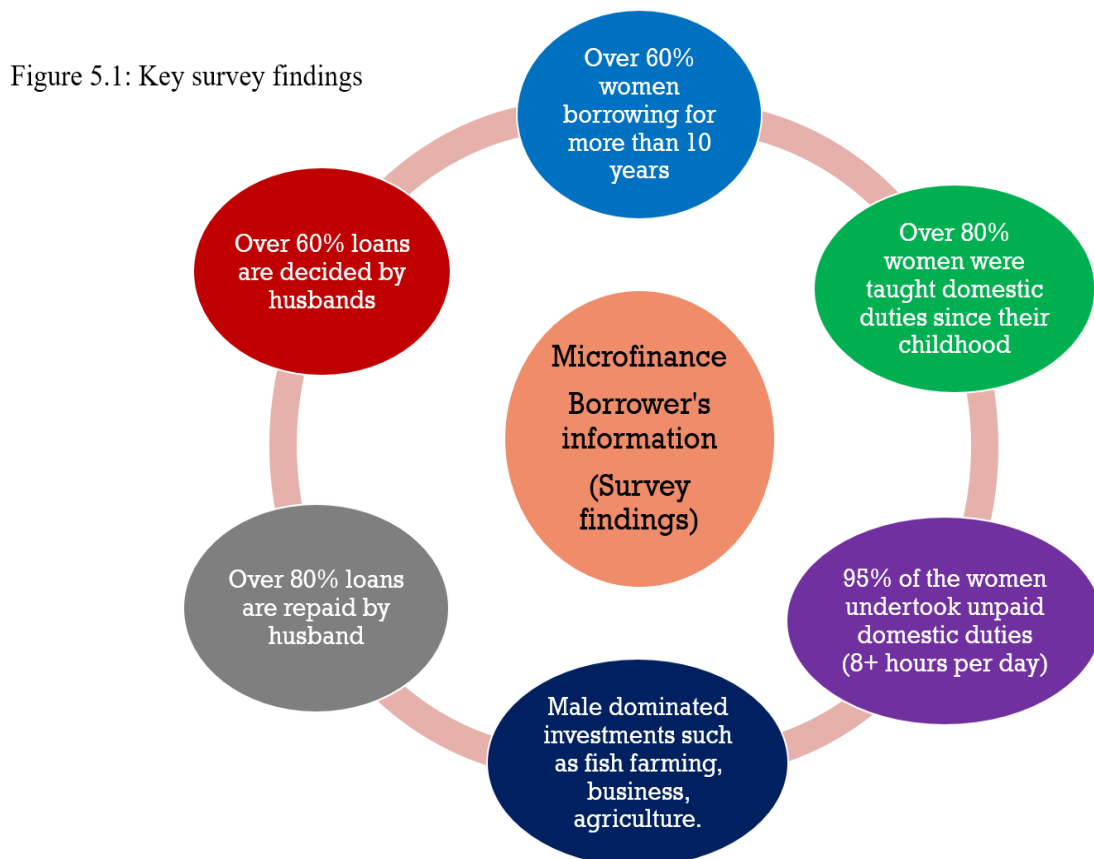 Figure 5.1: Key survey findings
Over 60%
women
borrowing for
more than 10
years
Over 80%
women were
taught domestic
duties since their
childhood
95% of the women
undertook unpaid
domestic duties
(8+ hours per day)
Male dominated
investments such
as fish farming,
business,
agriculture.
Over 80% loans
are repaid by
husband
Over 60% loans
are decided by
husbands
Microfinance
Borrower's
information
(Survey
findings)